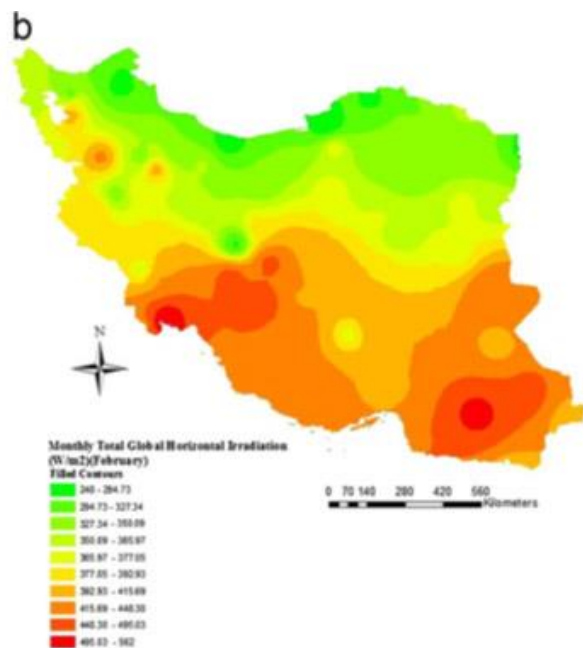 b
N
Monthly Total Global Horizontal Irradiation
(W/m2)(February)
Filled Contours
240 - 294.73
294.73 - 327.34
327.34 - 350.09
350.09 - 365.97
365.97 - 377.05
377.05 - 392.93
392.93 - 415.69
415.69 - 448.30
448.30 - 495.03
495.03 - 562
0 70 140 280 420 560
Kilometers